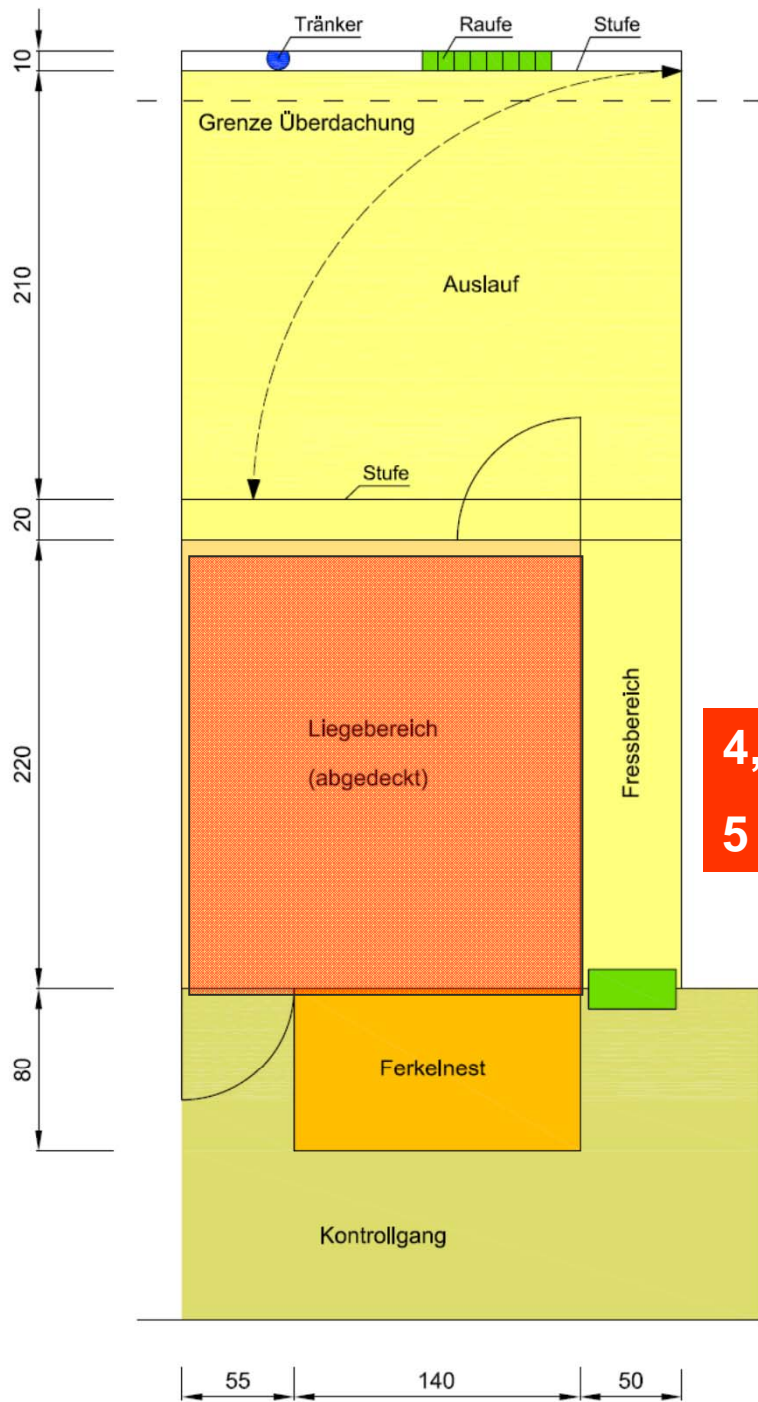 Tränker
Raufe
Stufe
10
Grenze Überdachung
210
Auslauf
Stufe
20
220
Liegebereich
(abgedeckt)
Fressbereich
4,
5
80
Ferkelnest
Kontrollgang
55
140
50